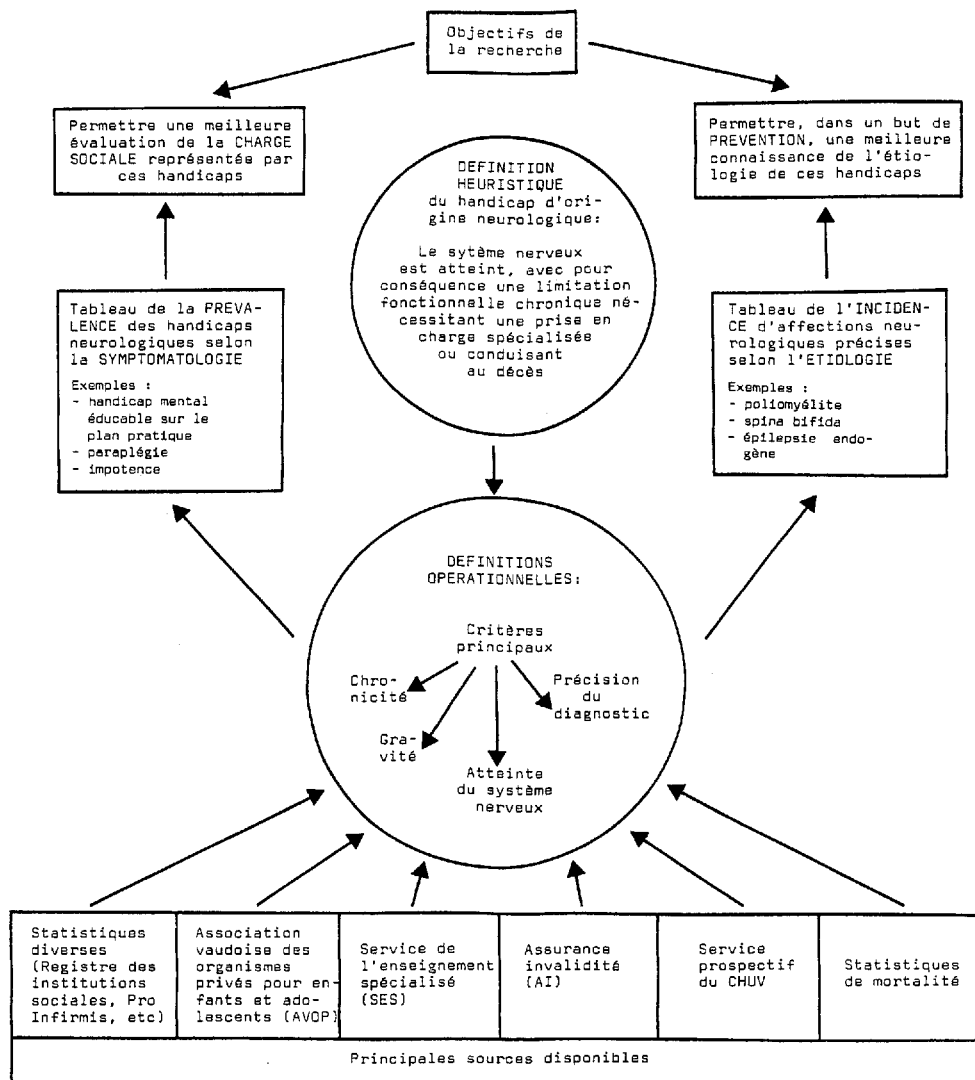 Objectifs de
la recherche
Permettre une meilleure
évaluation de la CHARGE
SOCIALE représentée par
ces handicaps
Permettre, dans un but de
PREVENTION, une meilleure
connaissance de l'étio-
logie de ces handicaps
DEFINITION
HEURISTIQUE
du handicap d'ori-
gine neurologique:
Le sytème nerveux
est atteint, avec pour
conséquence une limitation
fonctionnelle chronique né-
cessitant une prise en
charge spécialisée
ou conduisant
au décès
Tableau de la PREVA-
LENCE des handicaps
neurologiques selon
la SYMPTOMATOLOGIE
Exemples :
- handicap mental
éducable sur le
plan pratique
- paraplégie
- impotence
Tableau de l'INCIDEN-
CE d'affections neu-
rologiques précises
selon l'ETIOLOGIE
Exemples :
- poliomyélite
- spina bifida
- épilepsie endo-
gène
DEFINITIONS
OPERATIONNELLES:
Critères
principaux
Chro-
nicité
Gra-
vité
Atteinte
du système
nerveux
Précision
du
diagnostic
Statistiques
diverses
(Registre des
institutions
sociales, Pro
Infirmis, etc)
Association
vaudoise des
organismes
privés pour en-
fants et ado-
lescents (AVOP)
Service de
l'enseignement
spécialisé
(SES)
Assurance
invalidité
(AI)
Service
prospectif
du CHUV
Statistiques
de mortalité
Principales sources disponibles